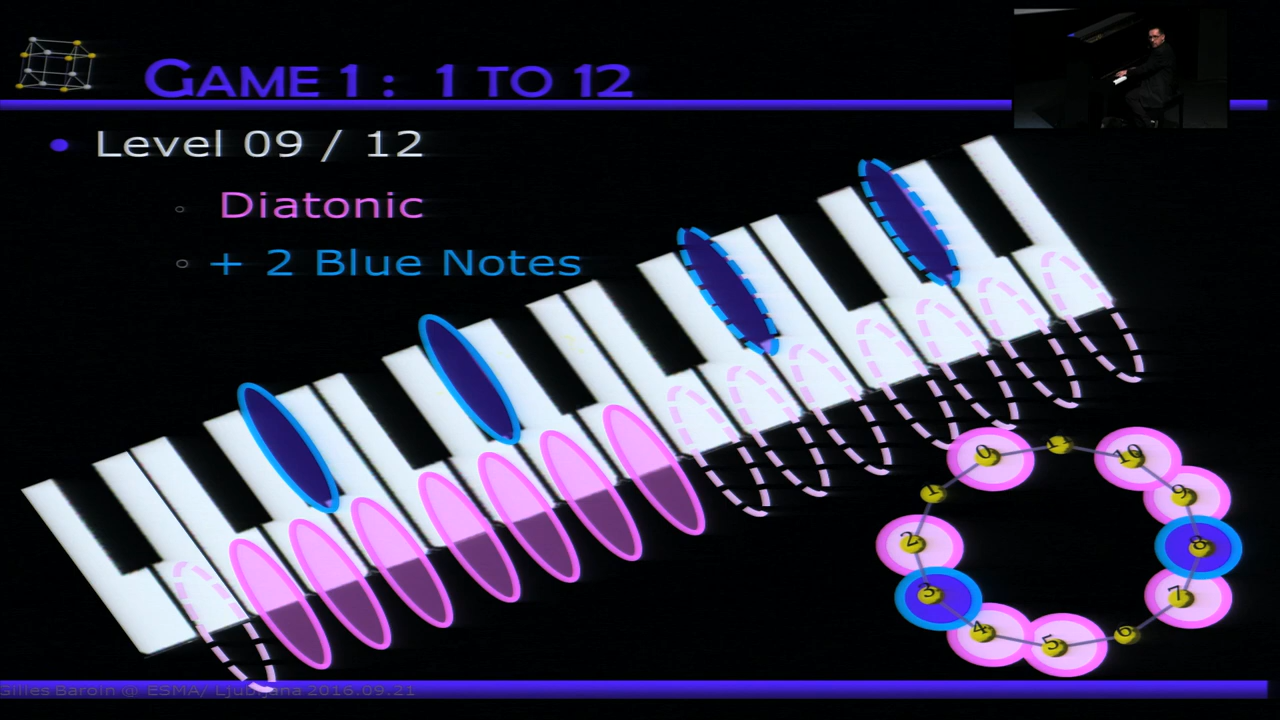 GAME 1 : 1 TO 12
Level 09 / 12
Diatonic
+ 2 Blue Notes
0
11
10
1
9
2
8
3
7
4
6
5
Gilles Baroin @ ESMA/ Ljubljana 2016.09.21